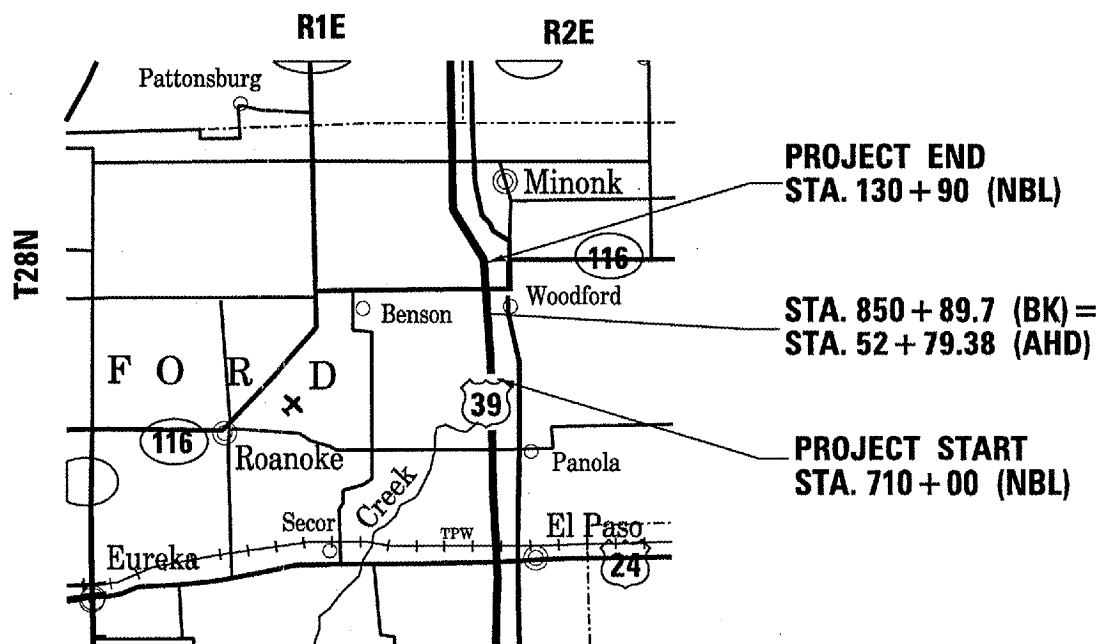 R1E
R2E
Pattonsburg
Minonk
PROJECT END
STA. 130 + 90 (NBL)
T28N
116
Woodford
Benson
STA. 850 + 89.7 (BK) =
STA. 52 + 79.38 (AHD)
F O R D
39
116
Roanoke
Panola
PROJECT START
STA. 710 + 00 (NBL)
Creek
Secor
TPW
El Paso
Eureka
24